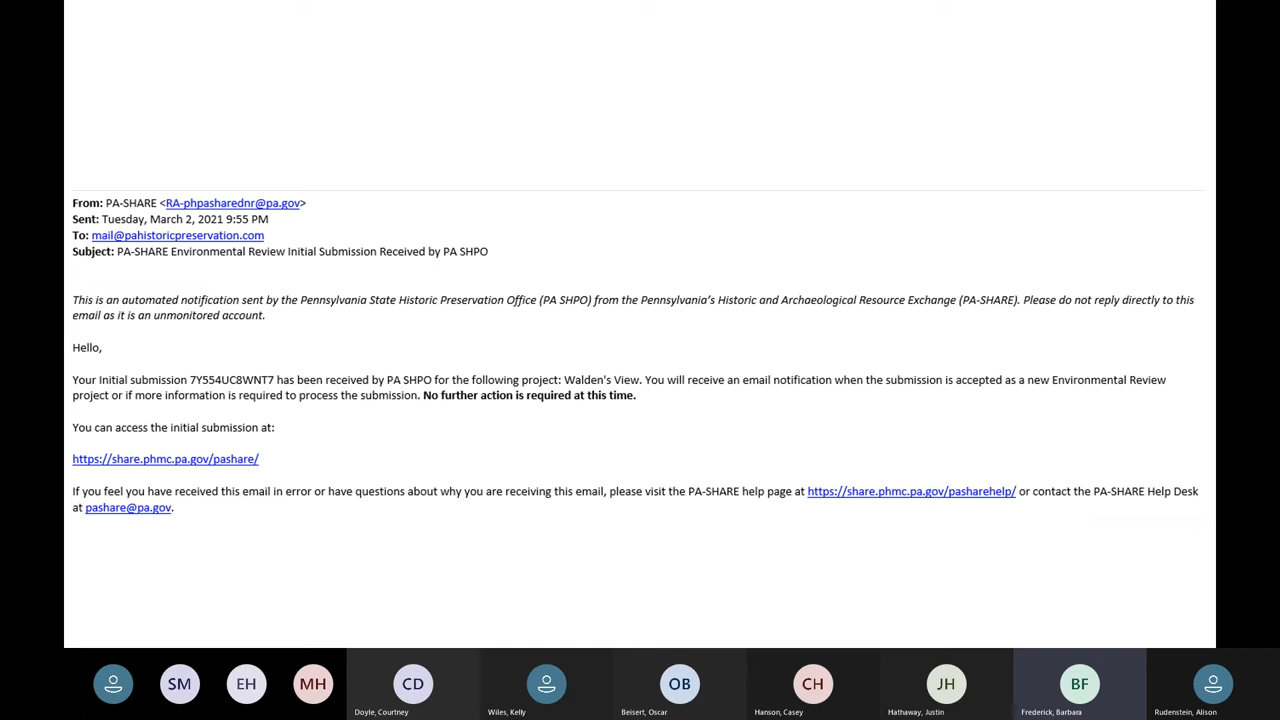 From: PA-SHARE <RA-phpasharednr@pa.gov>
Sent: Tuesday, March 2, 2021 9:55 PM
To: mail@pahistoricpreservation.com
Subject: PA-SHARE Environmental Review Initial Submission Received by PA SHPO
This is an automated notification sent by the Pennsylvania State Historic Preservation Office (PA SHPO) from the Pennsylvania's Historic and Archaeological Resource Exchange (PA-SHARE). Please do not reply directly to this
email as it is an unmonitored account.
Hello,
Your Initial submission 7Y554UC8WNT7 has been received by PA SHPO for the following project: Walden's View. You will receive an email notification when the submission is accepted as a new Environmental Review
project or if more information is required to process the submission. No further action is required at this time.
You can access the initial submission at:
https://share.phmc.pa.gov/pashare/
If you feel you have received this email in error or have questions about why you are receiving this email, please visit the PA-SHARE help page at https://share.phmc.pa.gov/pasharehelp/ or contact the PA-SHARE Help Desk
at pashare@pa.gov.
SM EH MH CD OB CH JH BF
Doyle, Courtney Wiles, Kelly Beisert, Oscar Hanson, Casey Hathaway, Justin Frederick, Barbara Rudenstein, Alison